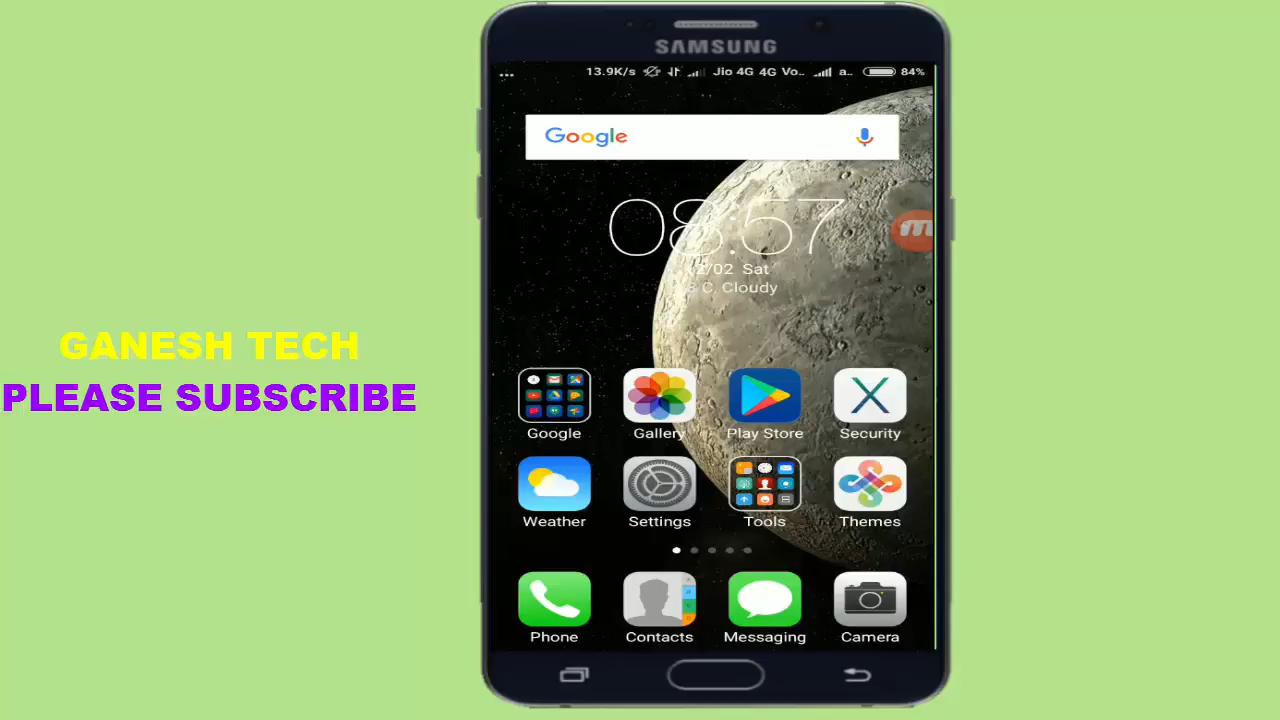 SAMSUNG
13.9K/s Jio 4G 4G Vo.. a.. 84%
Google
08:57
2/02 Sat
C. Cloudy
GANESH TECH
PLEASE SUBSCRIBE
Google Gallery Play Store Security
Weather Settings Tools Themes
Phone Contacts Messaging Camera